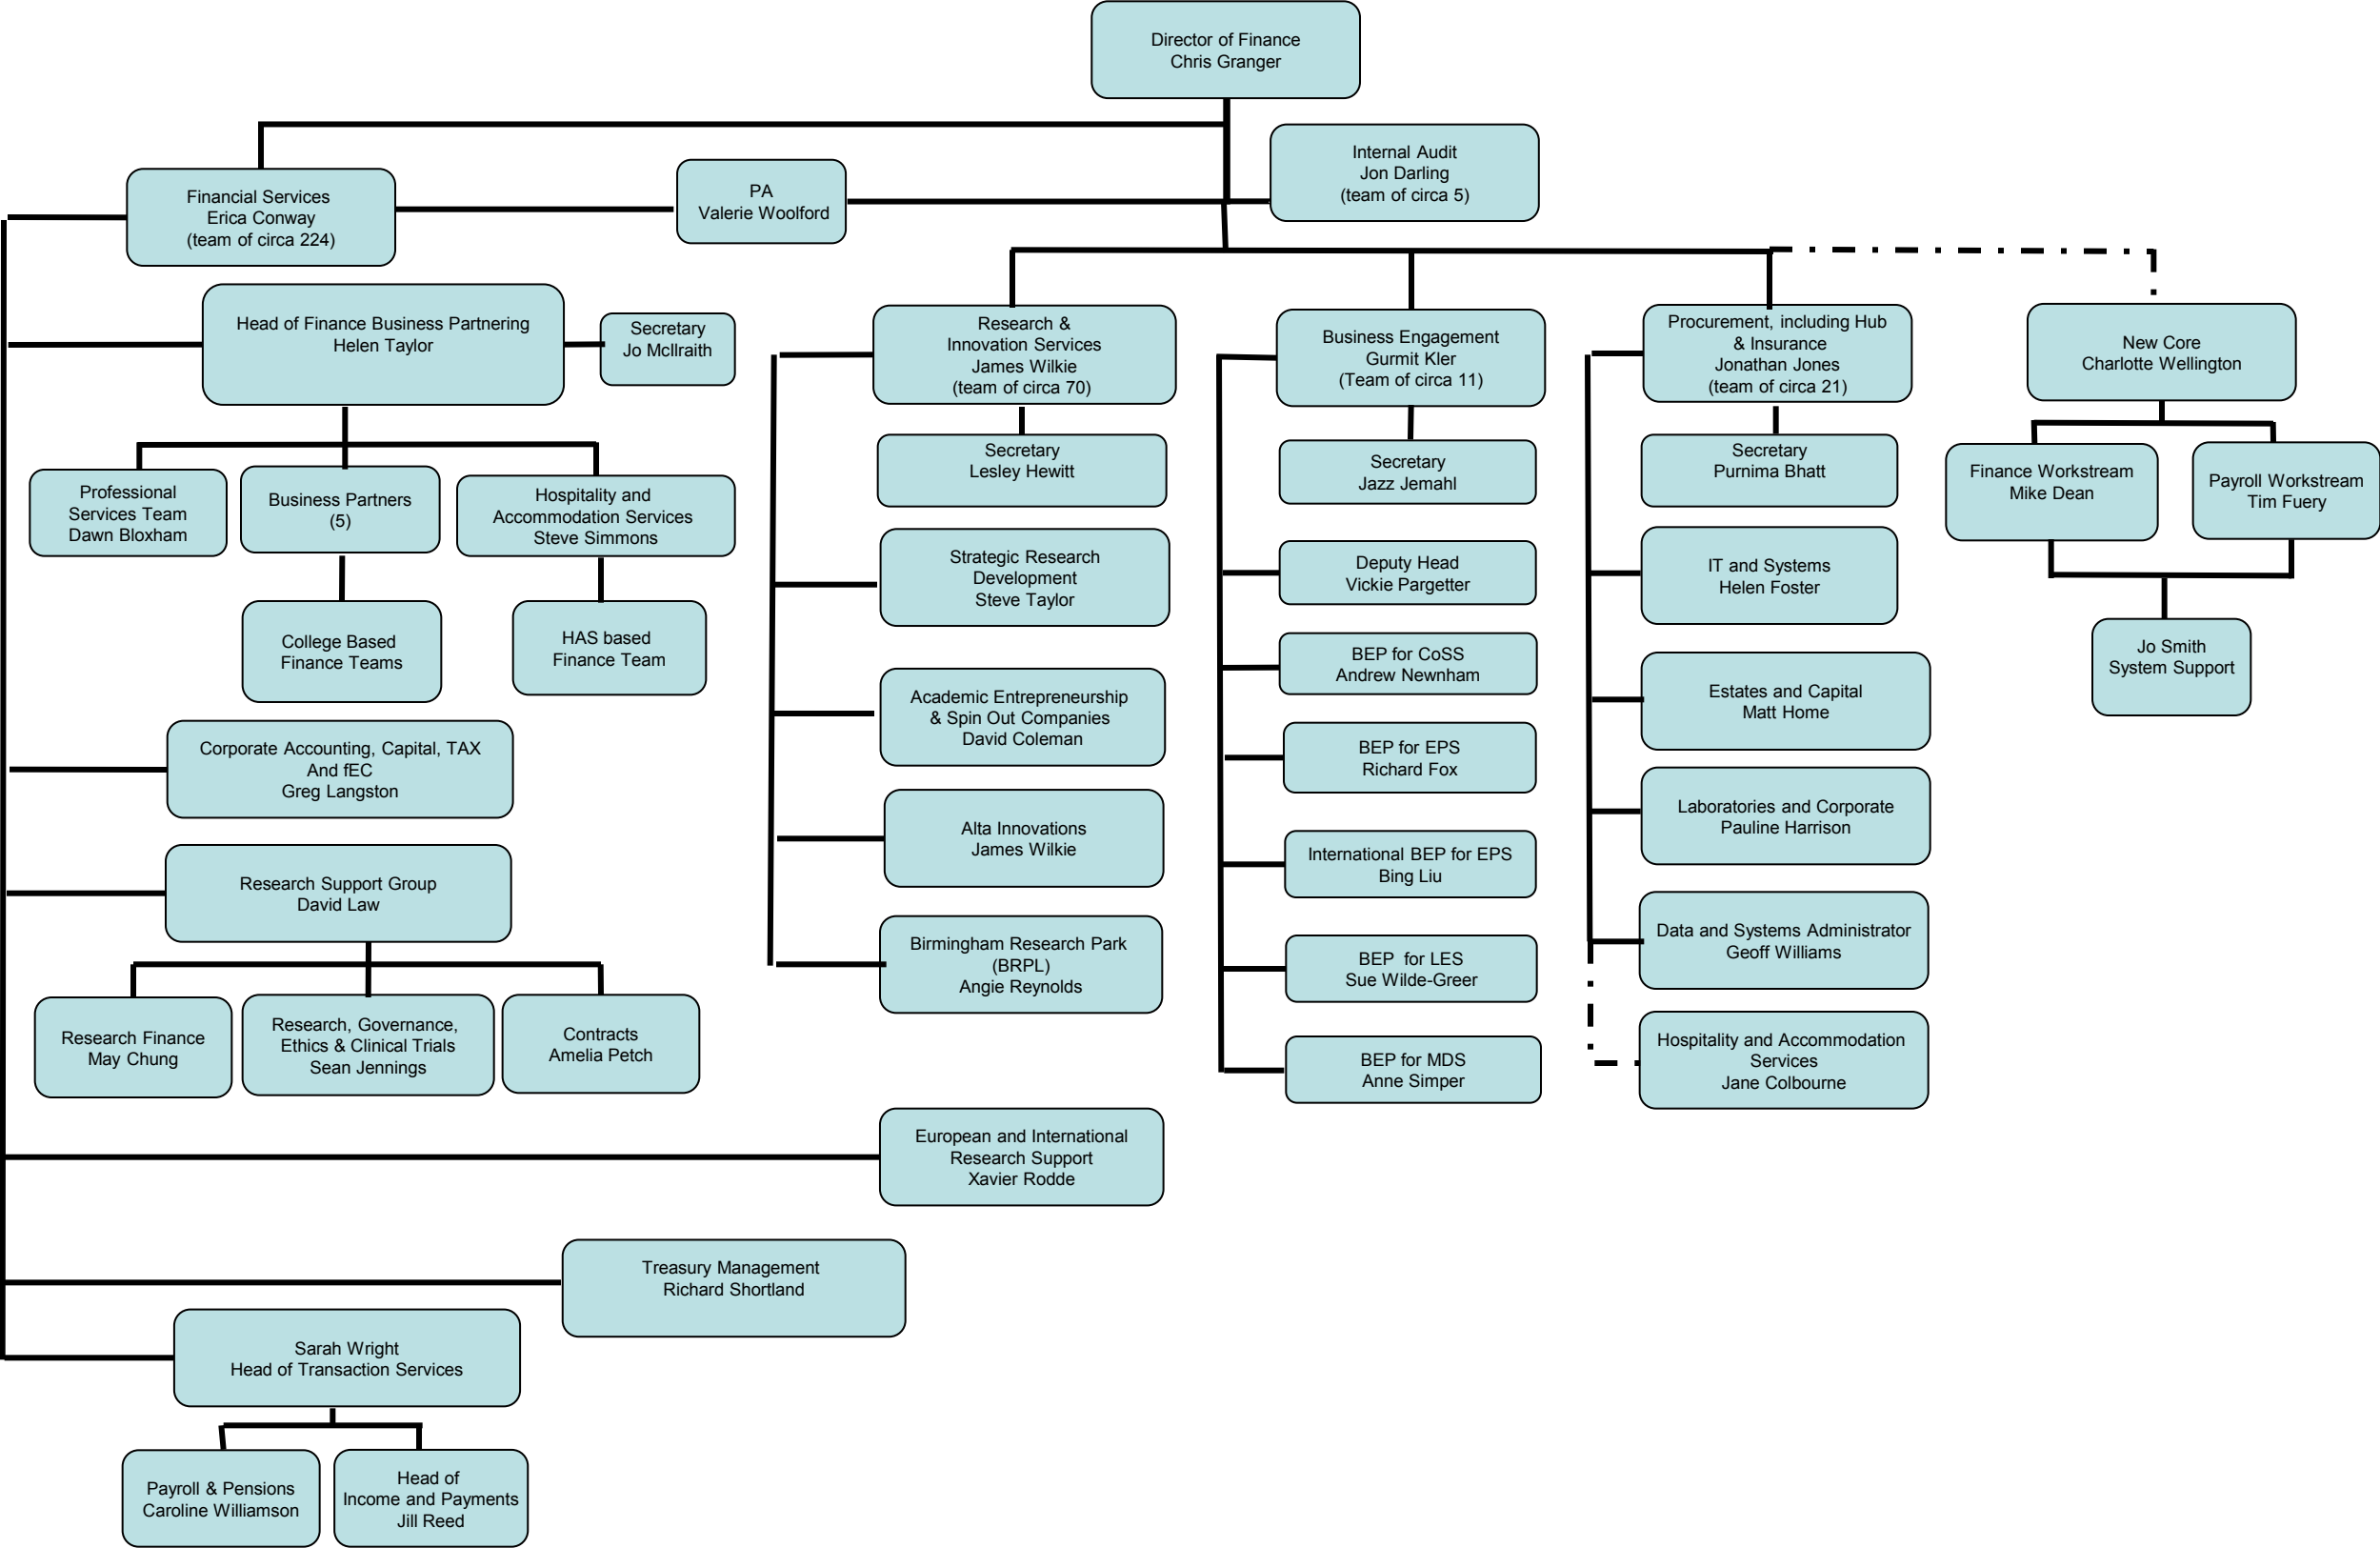 Director of Finance
Chris Granger
Internal Audit
Jon Darling
(team of circa 5)
PA
Valerie Woolford
Financial Services
Erica Conway
(team of circa 224)
Head of Finance Business Partnering
Helen Taylor
Secretary
Jo McIlraith
Professional
Services Team
Dawn Bloxham
Business Partners
(5)
Hospitality and
Accommodation Services
Steve Simmons
College Based
Finance Teams
HAS based
Finance Team
Corporate Accounting, Capital, TAX
And fEC
Greg Langston
Research Support Group
David Law
Research Finance
May Chung
Research, Governance,
Ethics & Clinical Trials
Sean Jennings
Contracts
Amelia Petch
European and International
Research Support
Xavier Rodde
Treasury Management
Richard Shortland
Sarah Wright
Head of Transaction Services
Payroll & Pensions
Caroline Williamson
Head of
Income and Payments
Jill Reed
Research &
Innovation Services
James Wilkie
(team of circa 70)
Secretary
Lesley Hewitt
Strategic Research
Development
Steve Taylor
Academic Entrepreneurship
& Spin Out Companies
David Coleman
Alta Innovations
James Wilkie
Birmingham Research Park
(BRPL)
Angie Reynolds
Business Engagement
Gurmit Kler
(Team of circa 11)
Secretary
Jazz Jemahl
Deputy Head
Vickie Pargetter
BEP for CoSS
Andrew Newnham
BEP for EPS
Richard Fox
International BEP for EPS
Bing Liu
BEP for LES
Sue Wilde-Greer
BEP for MDS
Anne Simper
Procurement, including Hub
& Insurance
Jonathan Jones
(team of circa 21)
Secretary
Purnima Bhatt
IT and Systems
Helen Foster
Estates and Capital
Matt Home
Laboratories and Corporate
Pauline Harrison
Data and Systems Administrator
Geoff Williams
Hospitality and Accommodation
Services
Jane Colbourne
New Core
Charlotte Wellington
Finance Workstream
Mike Dean
Payroll Workstream
Tim Fuery
Jo Smith
System Support